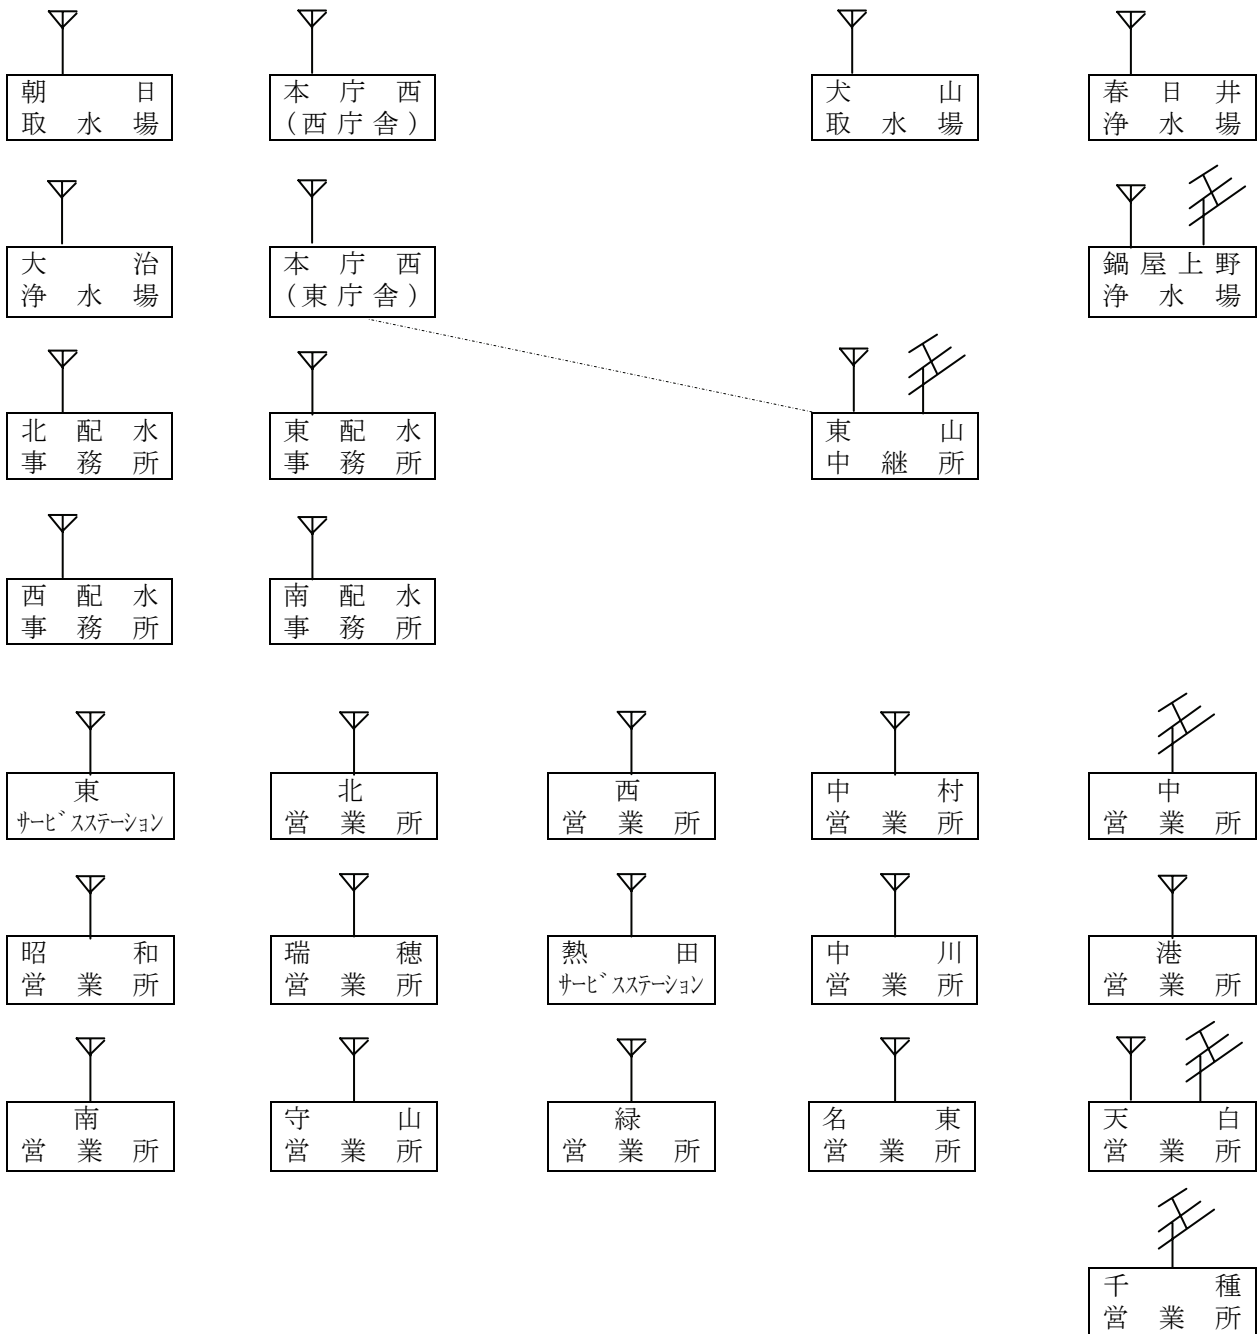 朝日
取水場
本庁西
(西庁舎)
犬山
取水場
春日井
浄水場
大治
浄水場
本庁西
(東庁舎)
鍋屋上野
浄水場
北配水
事務所
東配水
事務所
東山
中継所
西配水
事務所
南配水
事務所
東
ｻｰﾋﾞｽｽﾃｰｼｮﾝ
北
営業所
西
営業所
中村
営業所
中
営業所
昭和
営業所
瑞穂
営業所
熱田
ｻｰﾋﾞｽｽﾃｰｼｮﾝ
中川
営業所
港
営業所
南
営業所
守山
営業所
緑
営業所
名東
営業所
天白
営業所
千種
営業所